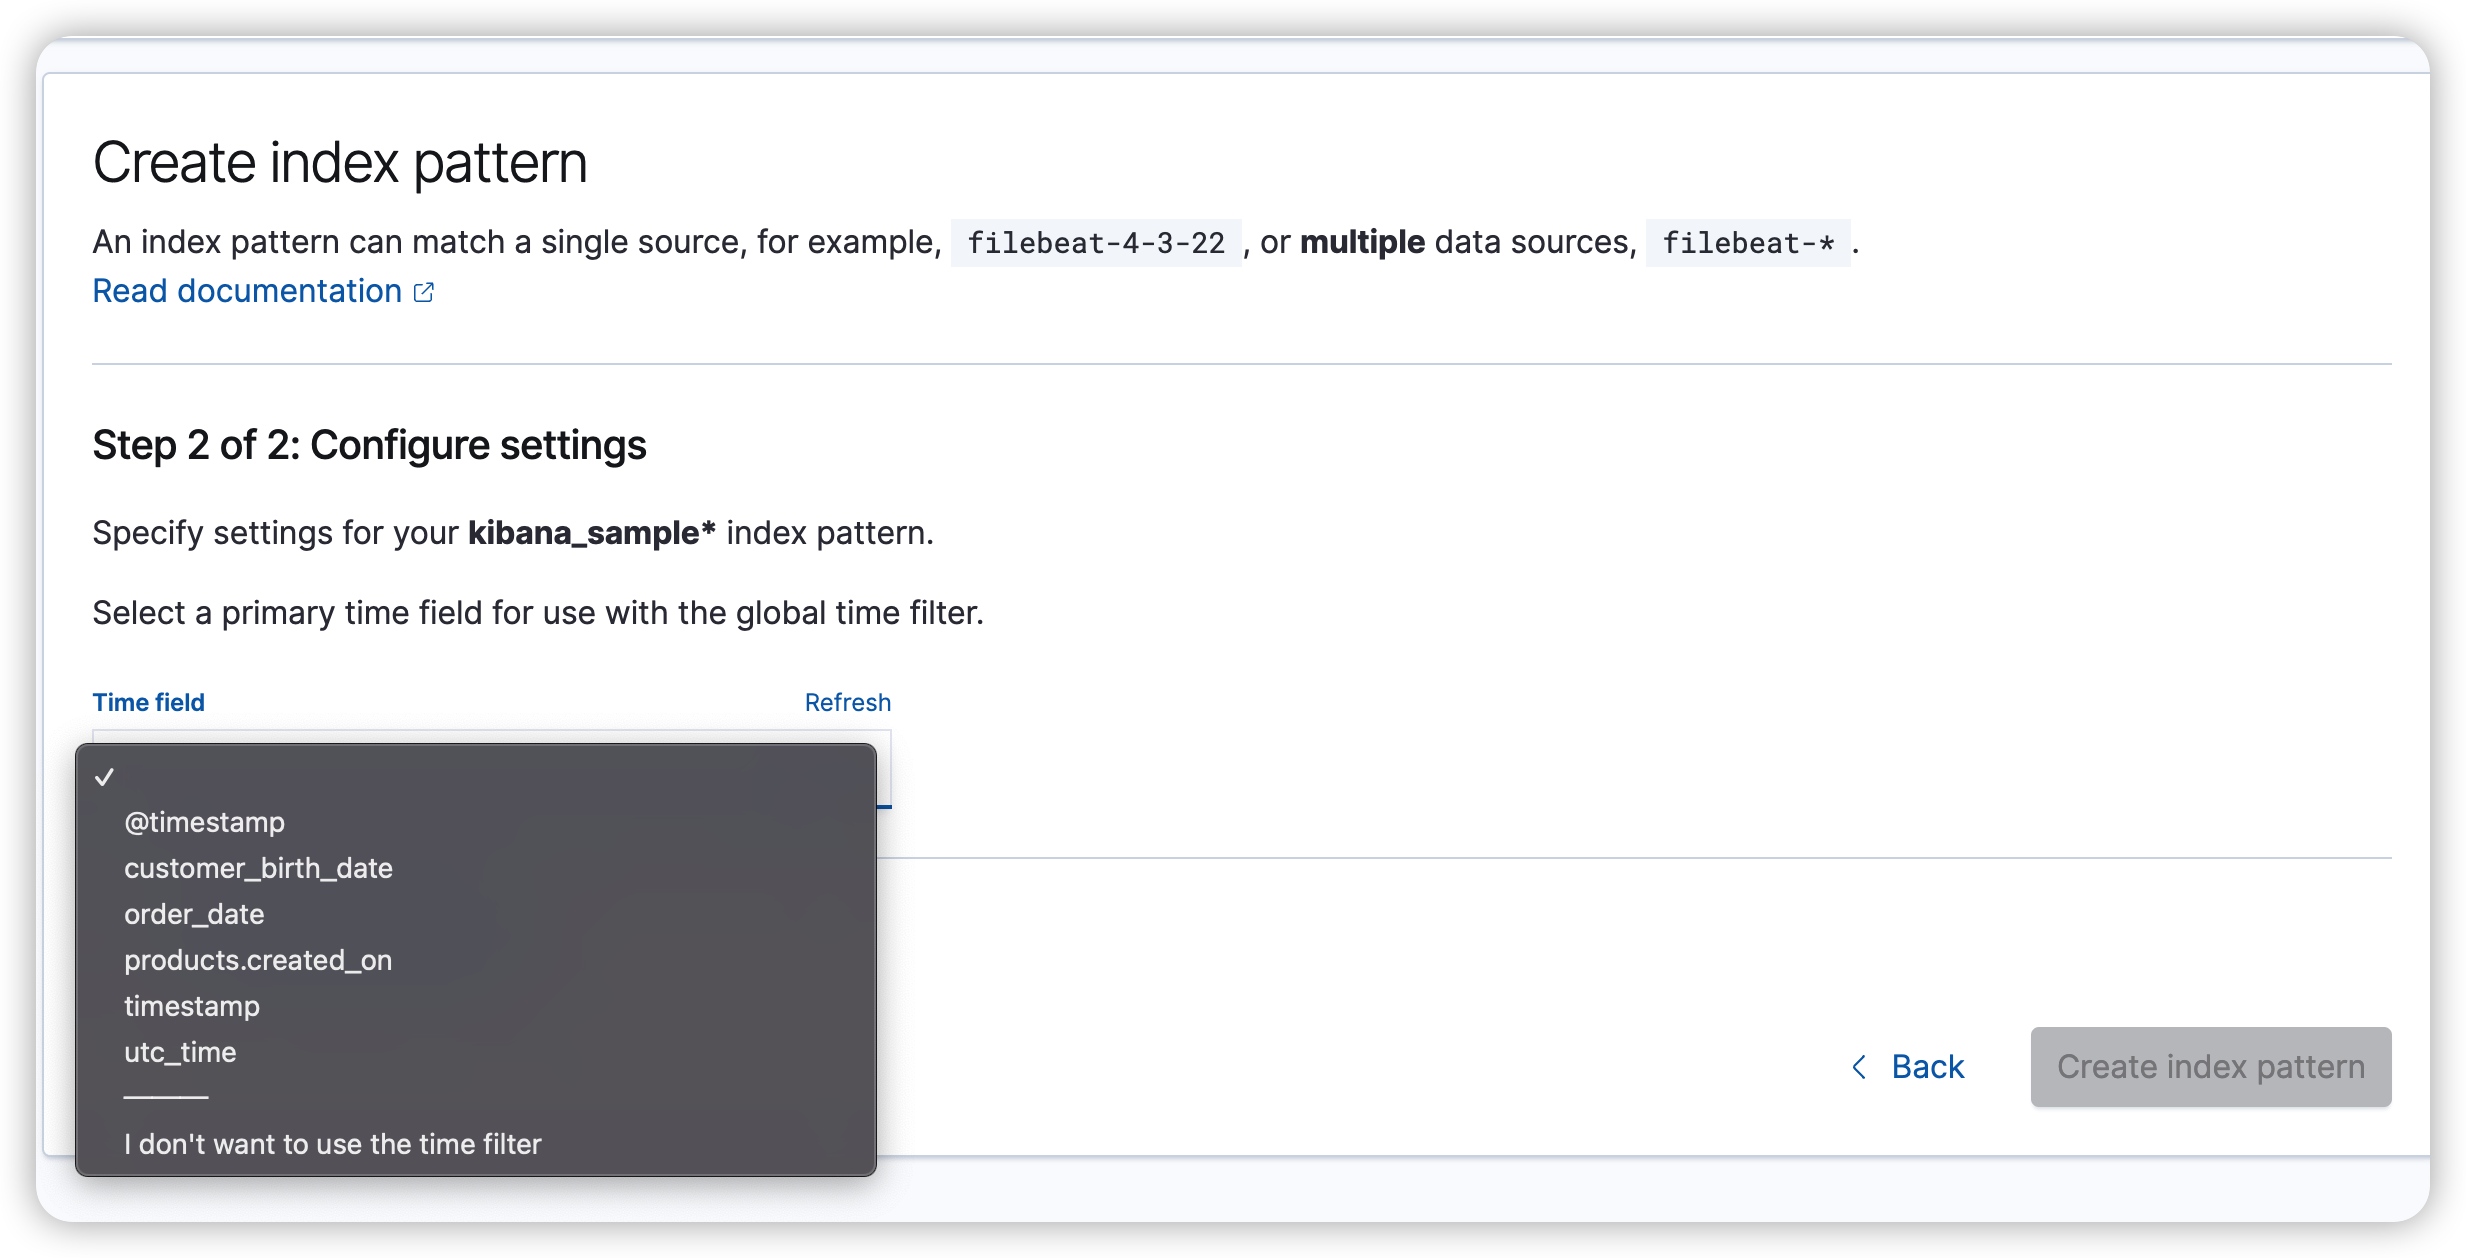 Create index pattern
An index pattern can match a single source, for example, filebeat-4-3-22, or multiple data sources, filebeat-*.
Read documentation
Step 2 of 2: Configure settings
Specify settings for your kibana_sample* index pattern.
Select a primary time field for use with the global time filter.
Time field Refresh
@timestamp
customer_birth_date
order_date
products.created_on
timestamp
utc_time
———
I don't want to use the time filter
Back Create index pattern